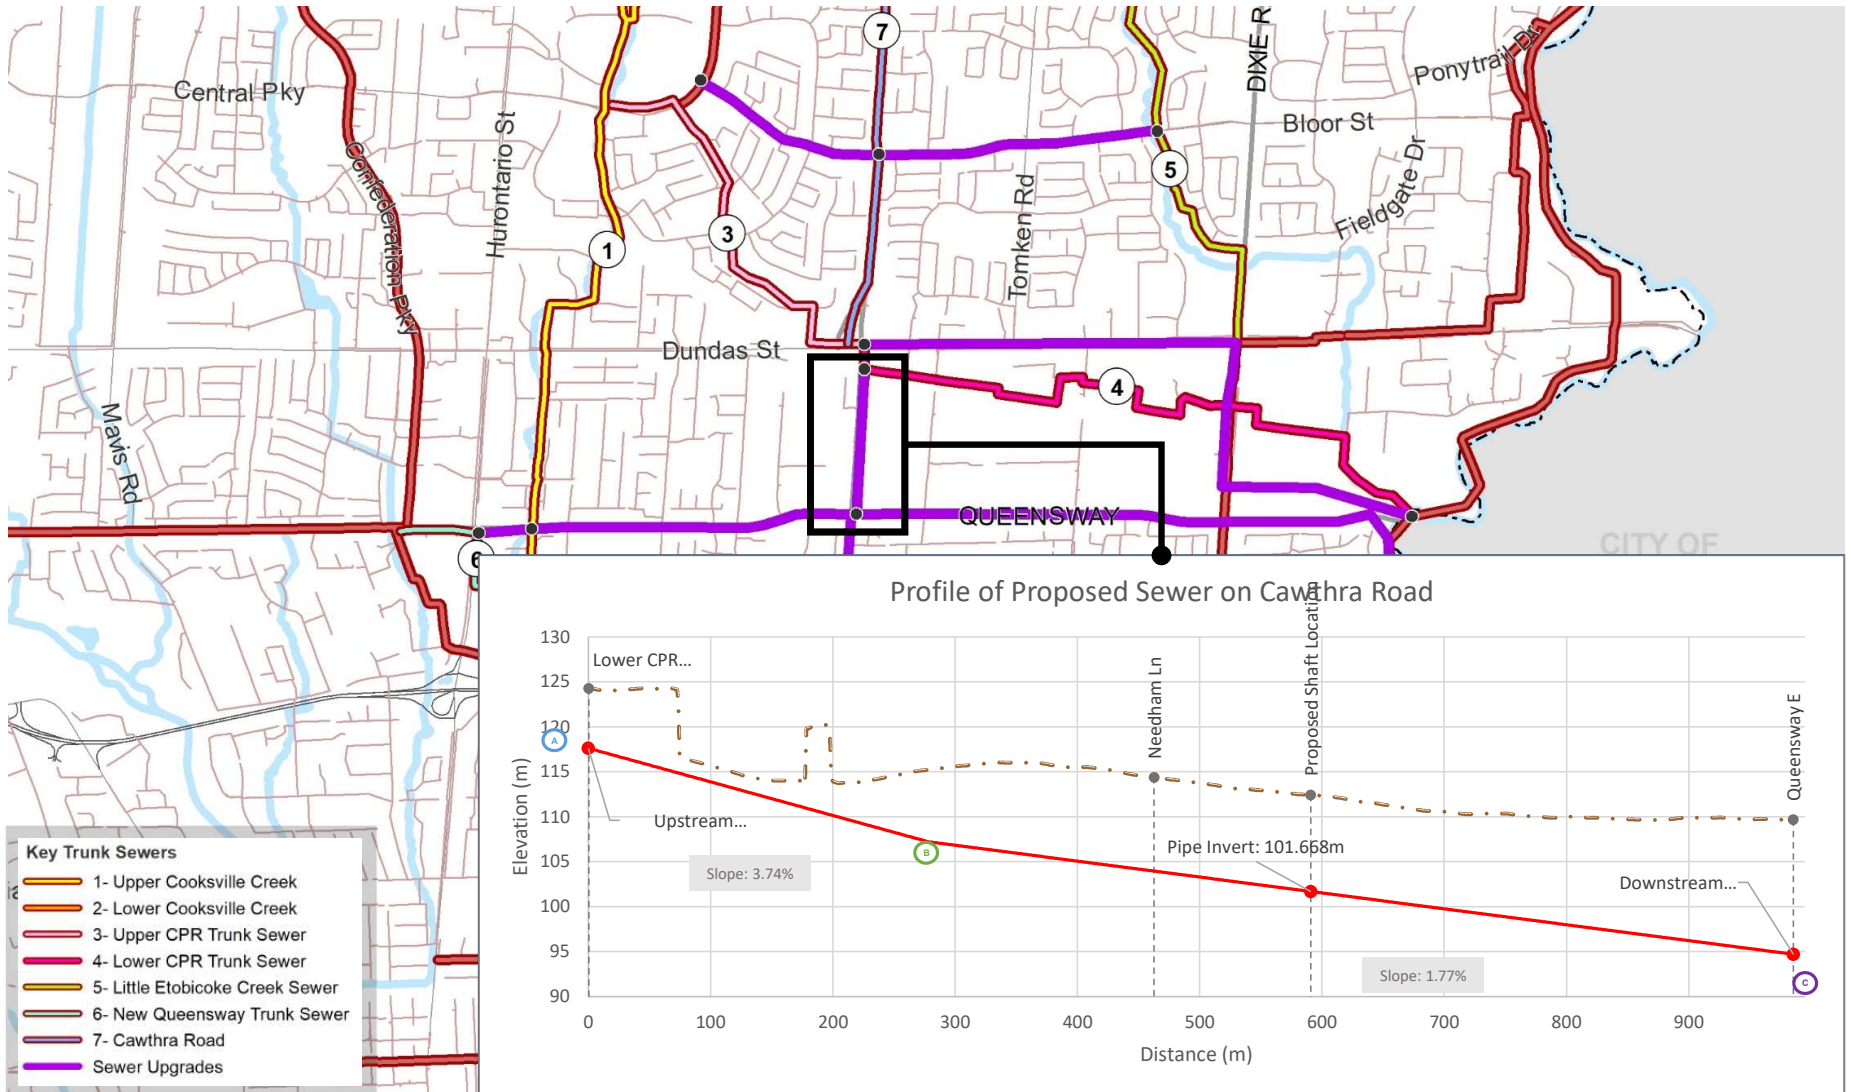 7
DIXIE R
Ponytrail Dr
Central Pky
Bloor St
Hurontario St
Confederation Pky
5
Fieldgate Dr
Tomken Rd
3
1
Dundas St
4
Mavis Rd
QUEENSWAY
CITY OF
6
Profile of Proposed Sewer on Cawthra Road
Elevation (m)
130
125
120
115
110
105
100
95
90
Lower CPR...
A
Upstream...
Slope: 3.74%
B
Needham Ln
Proposed Shaft Location
Pipe Invert: 101.668m
Slope: 1.77%
Downstream...
Queensway E
C
0 100 200 300 400 500 600 700 800 900
Distance (m)
Key Trunk Sewers
1- Upper Cooksville Creek
2- Lower Cooksville Creek
3- Upper CPR Trunk Sewer
4- Lower CPR Trunk Sewer
5- Little Etobicoke Creek Sewer
6- New Queensway Trunk Sewer
7- Cawthra Road
Sewer Upgrades